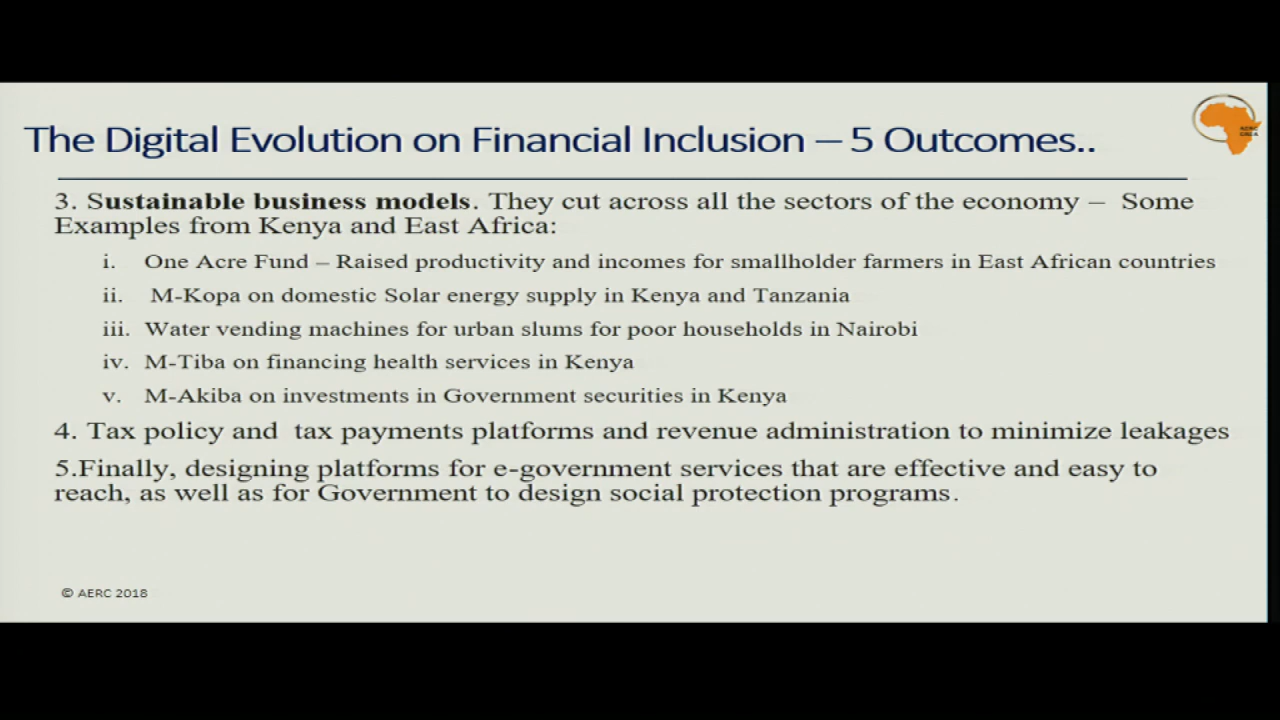 The Digital Evolution on Financial Inclusion – 5 Outcomes..
3. Sustainable business models. They cut across all the sectors of the economy – Some
Examples from Kenya and East Africa:
i. One Acre Fund – Raised productivity and incomes for smallholder farmers in East African countries
ii. M-Kopa on domestic Solar energy supply in Kenya and Tanzania
iii. Water vending machines for urban slums for poor households in Nairobi
iv. M-Tiba on financing health services in Kenya
v. M-Akiba on investments in Government securities in Kenya
4. Tax policy and tax payments platforms and revenue administration to minimize leakages
5.Finally, designing platforms for e-government services that are effective and easy to
reach, as well as for Government to design social protection programs.
© AERC 2018